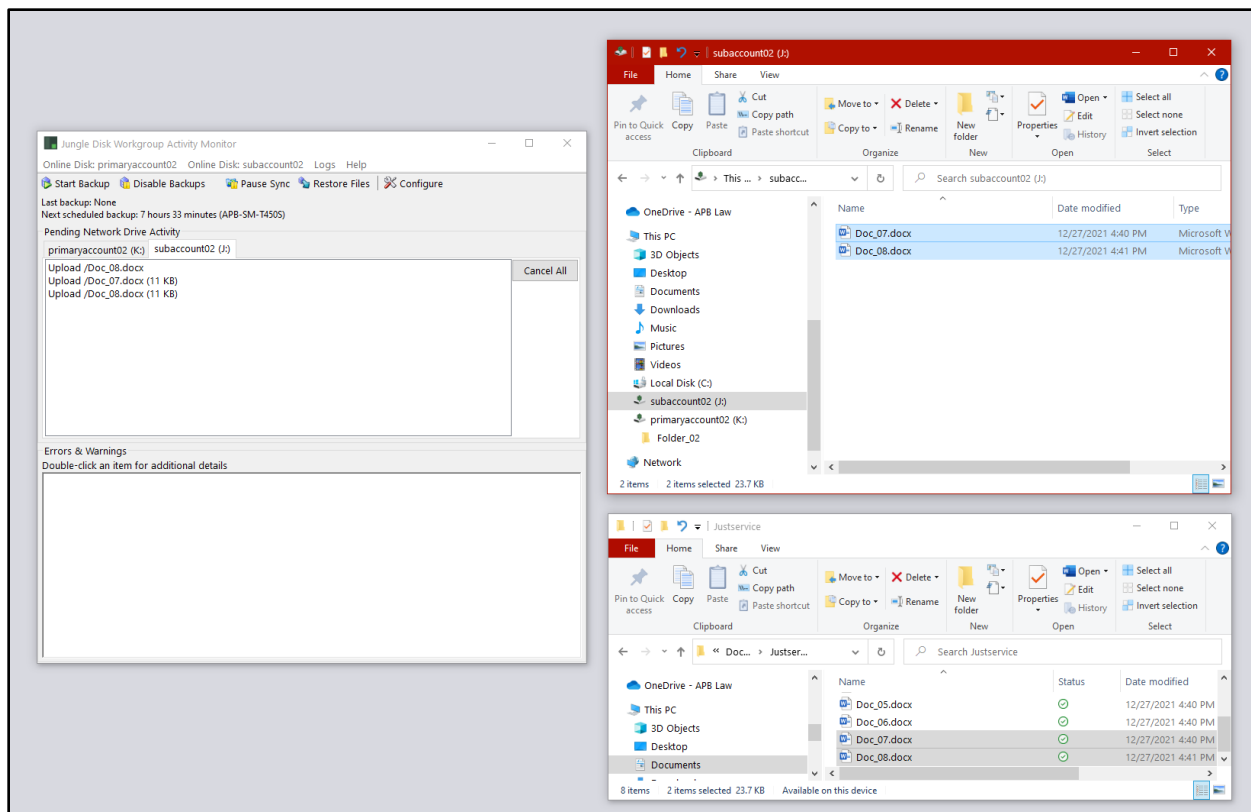 Jungle Disk Workgroup Activity Monitor
Online Disk: primaryaccount02 Online Disk: subaccount02 Logs Help
Start Backup Disable Backups Pause Sync Restore Files Configure
Last backup: None
Next scheduled backup: 7 hours 33 minutes (APB-SM-T450S)
Pending Network Drive Activity
primaryaccount02 (K:) subaccount02 (J:)
Upload /Doc_08.docx
Upload /Doc_07.docx (11 KB)
Upload /Doc_08.docx (11 KB)
Cancel All
Errors & Warnings
Double-click an item for additional details
subaccount02 (J:)
File Home Share View
Pin to Quick access
Copy
Paste
Cut
Copy path
Paste shortcut
Clipboard
Move to
Copy to
Delete
Rename
Organize
New folder
New
Properties
Open
Edit
History
Open
Select all
Select none
Invert selection
Select
This ... › subacc...
Search subaccount02 (J:)
OneDrive - APB Law
This PC
3D Objects
Desktop
Documents
Downloads
Music
Pictures
Videos
Local Disk (C:)
subaccount02 (J:)
primaryaccount02 (K:)
Folder_02
Network
Name Date modified Type
Doc_07.docx 12/27/2021 4:40 PM Microsoft W
Doc_08.docx 12/27/2021 4:41 PM Microsoft W
2 items 2 items selected 23.7 KB
Justservice
File Home Share View
Pin to Quick access
Copy
Paste
Cut
Copy path
Paste shortcut
Clipboard
Move to
Copy to
Delete
Rename
Organize
New folder
New
Properties
Open
Edit
History
Open
Select all
Select none
Invert selection
Select
« Doc... › Justser...
Search Justservice
OneDrive - APB Law
This PC
3D Objects
Desktop
Documents
Name Status Date modified
Doc_05.docx 12/27/2021 4:40 PM
Doc_06.docx 12/27/2021 4:40 PM
Doc_07.docx 12/27/2021 4:40 PM
Doc_08.docx 12/27/2021 4:41 PM
8 items 2 items selected 23.7 KB Available on this device